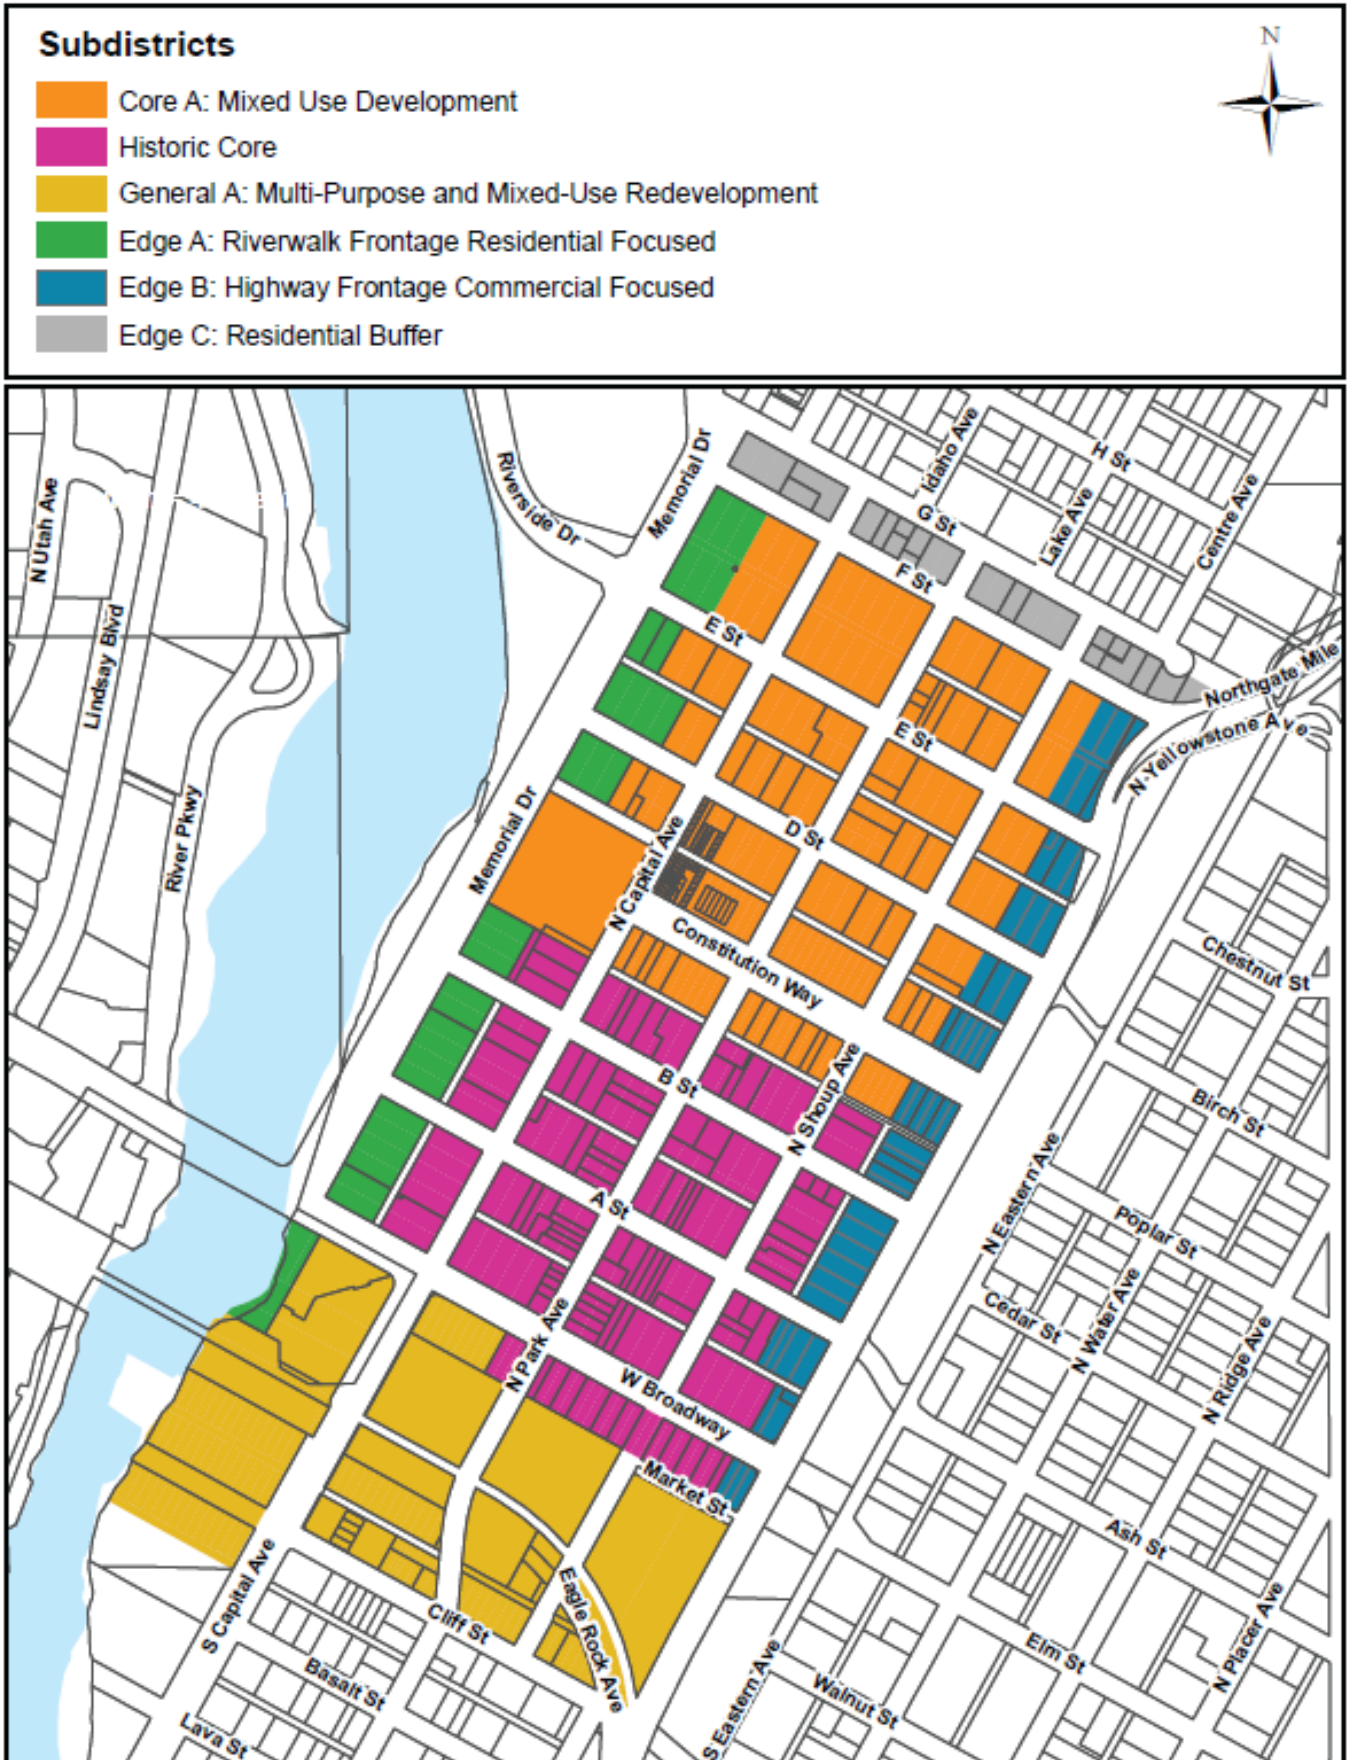 Subdistricts
N
Core A: Mixed Use Development
Historic Core
General A: Multi-Purpose and Mixed-Use Redevelopment
Edge A: Riverwalk Frontage Residential Focused
Edge B: Highway Frontage Commercial Focused
Edge C: Residential Buffer
Idaho Ave
H St
Memorial Dr
Riverside Dr
N Utah Ave
G St
Lake Ave
Centre Ave
F St
E St
Lindsay Blvd
Northgate Mile
N Yellowstone Ave
E St
River Pkwy
Memorial Dr
D St
N Capital Ave
Constitution Way
Chestnut St
B St
N Shoup Ave
Birch St
N Eastern Ave
A St
Poplar St
Cedar St
N Water Ave
N Park Ave
N Ridge Ave
W Broadway
Market St
Ash St
S Capital Ave
Eagle Rock Ave
Cliff St
Elm St
N Placer Ave
Basalt St
Walnut St
S Eastern Ave
Lava St